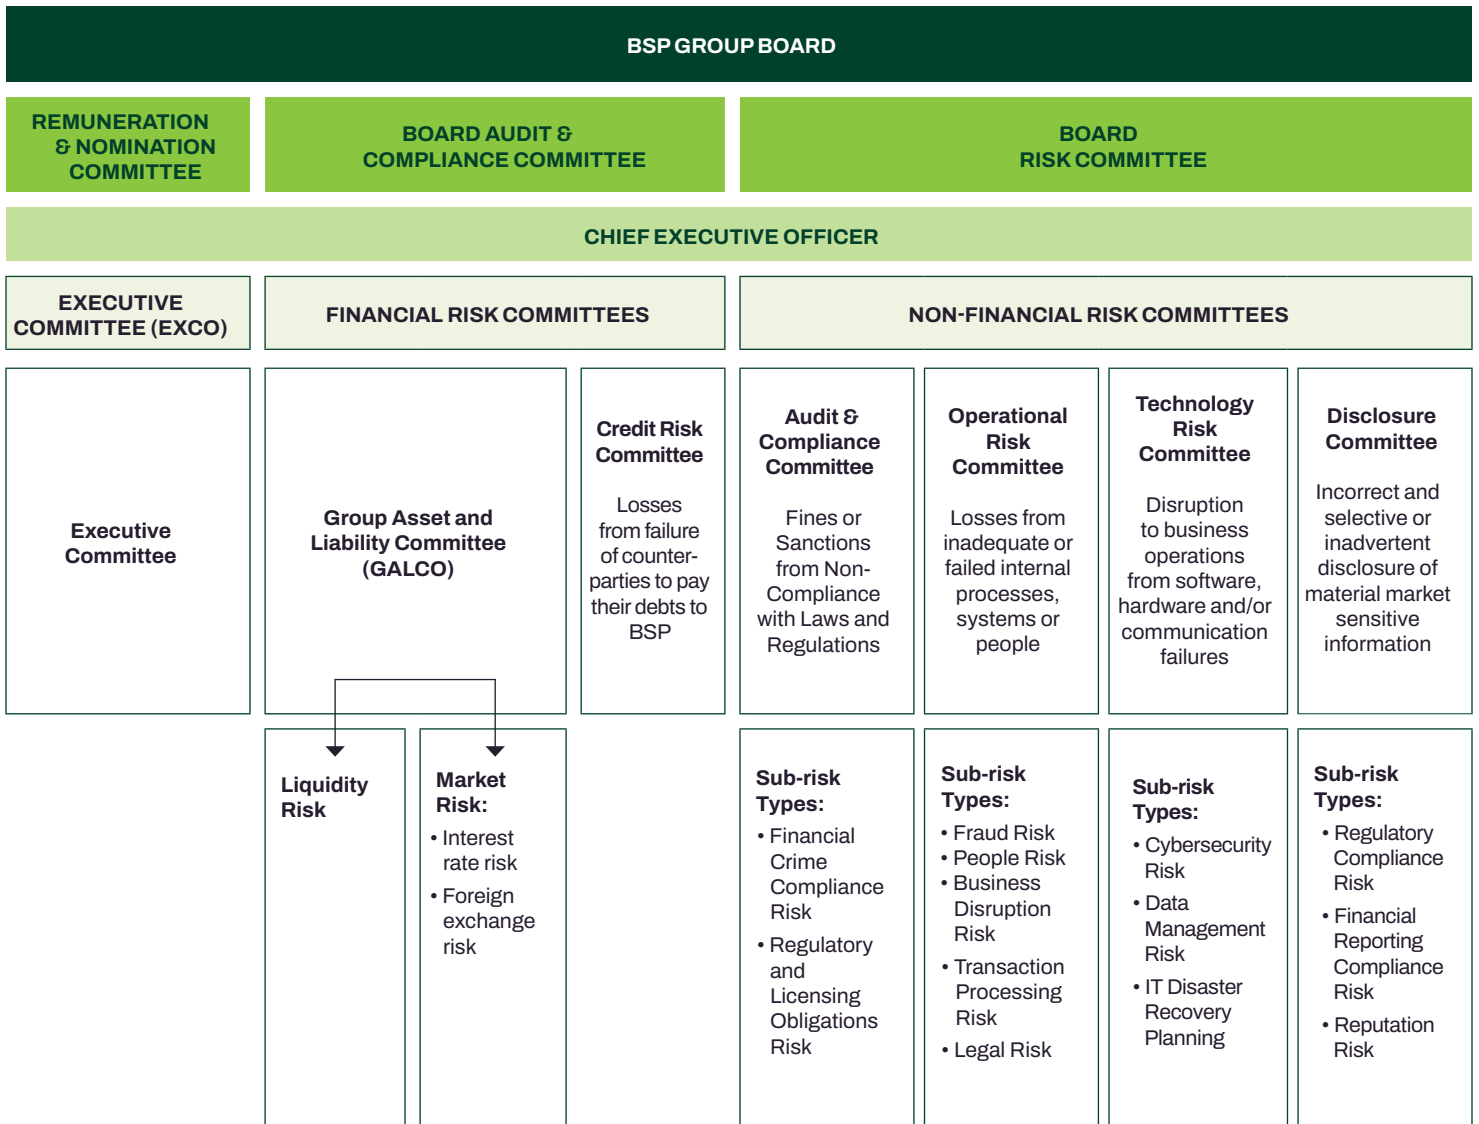 BSP GROUP BOARD
REMUNERATION
& NOMINATION
COMMITTEE
BOARD AUDIT &
COMPLIANCE COMMITTEE
BOARD
RISK COMMITTEE
CHIEF EXECUTIVE OFFICER
EXECUTIVE
COMMITTEE (EXCO)
FINANCIAL RISK COMMITTEES
NON-FINANCIAL RISK COMMITTEES
Executive
Committee
Group Asset and
Liability Committee
(GALCO)
Credit Risk
Committee
Losses
from failure
of counter-
parties to pay
their debts to
BSP
Audit &
Compliance
Committee
Fines or
Sanctions
from Non-
Compliance
with Laws and
Regulations
Operational
Risk
Committee
Losses from
inadequate or
failed internal
processes,
systems or
people
Technology
Risk
Committee
Disruption
to business
operations
from software,
hardware and/or
communication
failures
Disclosure
Committee
Incorrect and
selective or
inadvertent
disclosure of
material market
sensitive
information
Liquidity
Risk
Market
Risk:
• Interest
rate risk
• Foreign
exchange
risk
Sub-risk
Types:
• Financial
Crime
Compliance
Risk
• Regulatory
and
Licensing
Obligations
Risk
Sub-risk
Types:
• Fraud Risk
• People Risk
• Business
Disruption
Risk
• Transaction
Processing
Risk
• Legal Risk
Sub-risk
Types:
• Cybersecurity
Risk
• Data
Management
Risk
• IT Disaster
Recovery
Planning
Sub-risk
Types:
• Regulatory
Compliance
Risk
• Financial
Reporting
Compliance
Risk
• Reputation
Risk